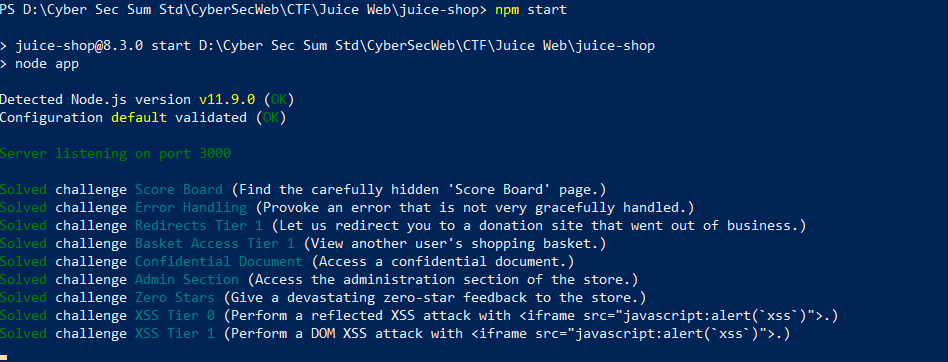 PS D:\Cyber Sec Sum Std\CyberSecWeb\CTF\Juice Web\juice-shop> npm start
> juice-shop@8.3.0 start D:\Cyber Sec Sum Std\CyberSecWeb\CTF\Juice Web\juice-shop
> node app
Detected Node.js version v11.9.0 (OK)
Configuration default validated (OK)
Server listening on port 3000
Solved challenge Score Board (Find the carefully hidden 'Score Board' page.)
Solved challenge Error Handling (Provoke an error that is not very gracefully handled.)
Solved challenge Redirects Tier 1 (Let us redirect you to a donation site that went out of business.)
Solved challenge Basket Access Tier 1 (View another user's shopping basket.)
Solved challenge Confidential Document (Access a confidential document.)
Solved challenge Admin Section (Access the administration section of the store.)
Solved challenge Zero Stars (Give a devastating zero-star feedback to the store.)
Solved challenge XSS Tier 0 (Perform a reflected XSS attack with <iframe src="javascript:alert(`xss`)">.)
Solved challenge XSS Tier 1 (Perform a DOM XSS attack with <iframe src="javascript:alert(`xss`)">.)